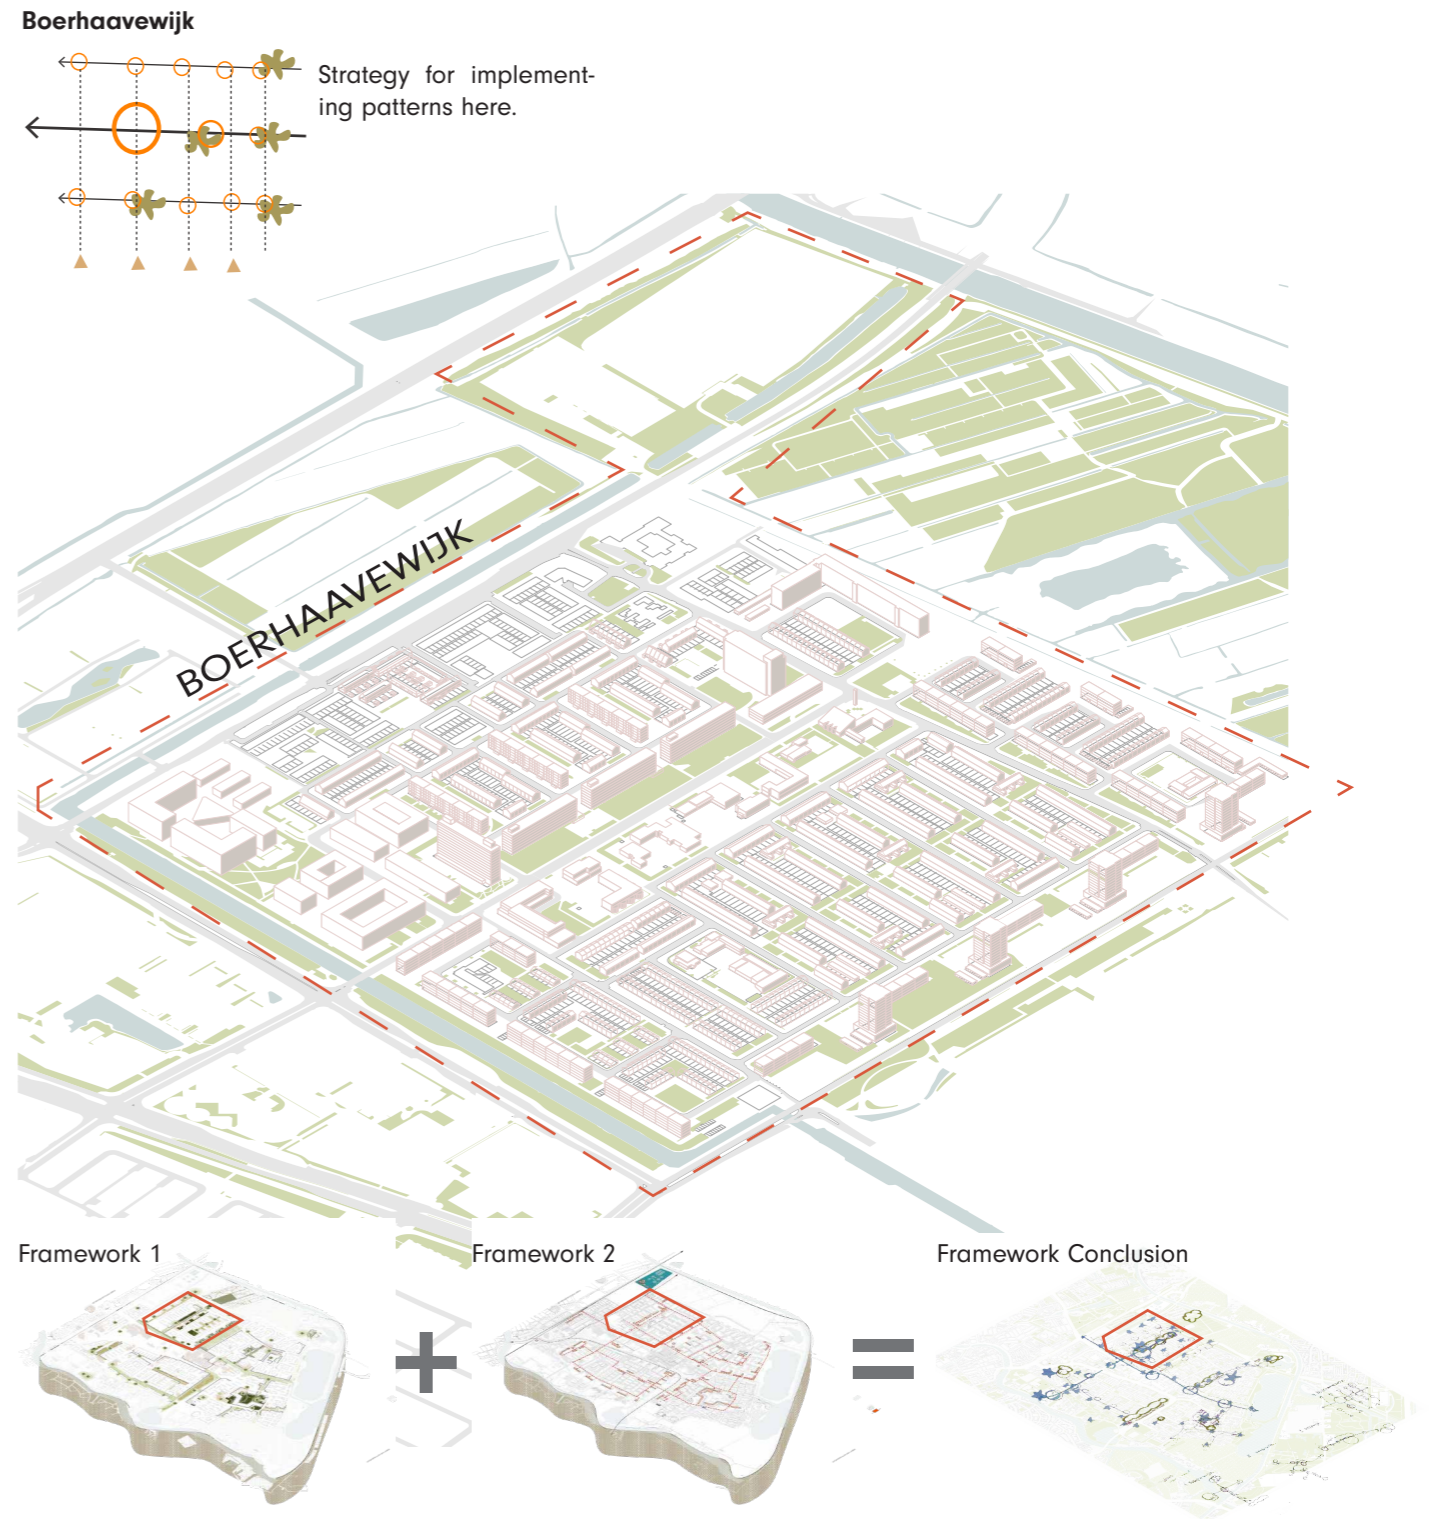 Boerhaavewijk
Strategy for implement-
ing patterns here.
BOERHAAVEWIJK
Framework 1
Framework 2
Framework Conclusion